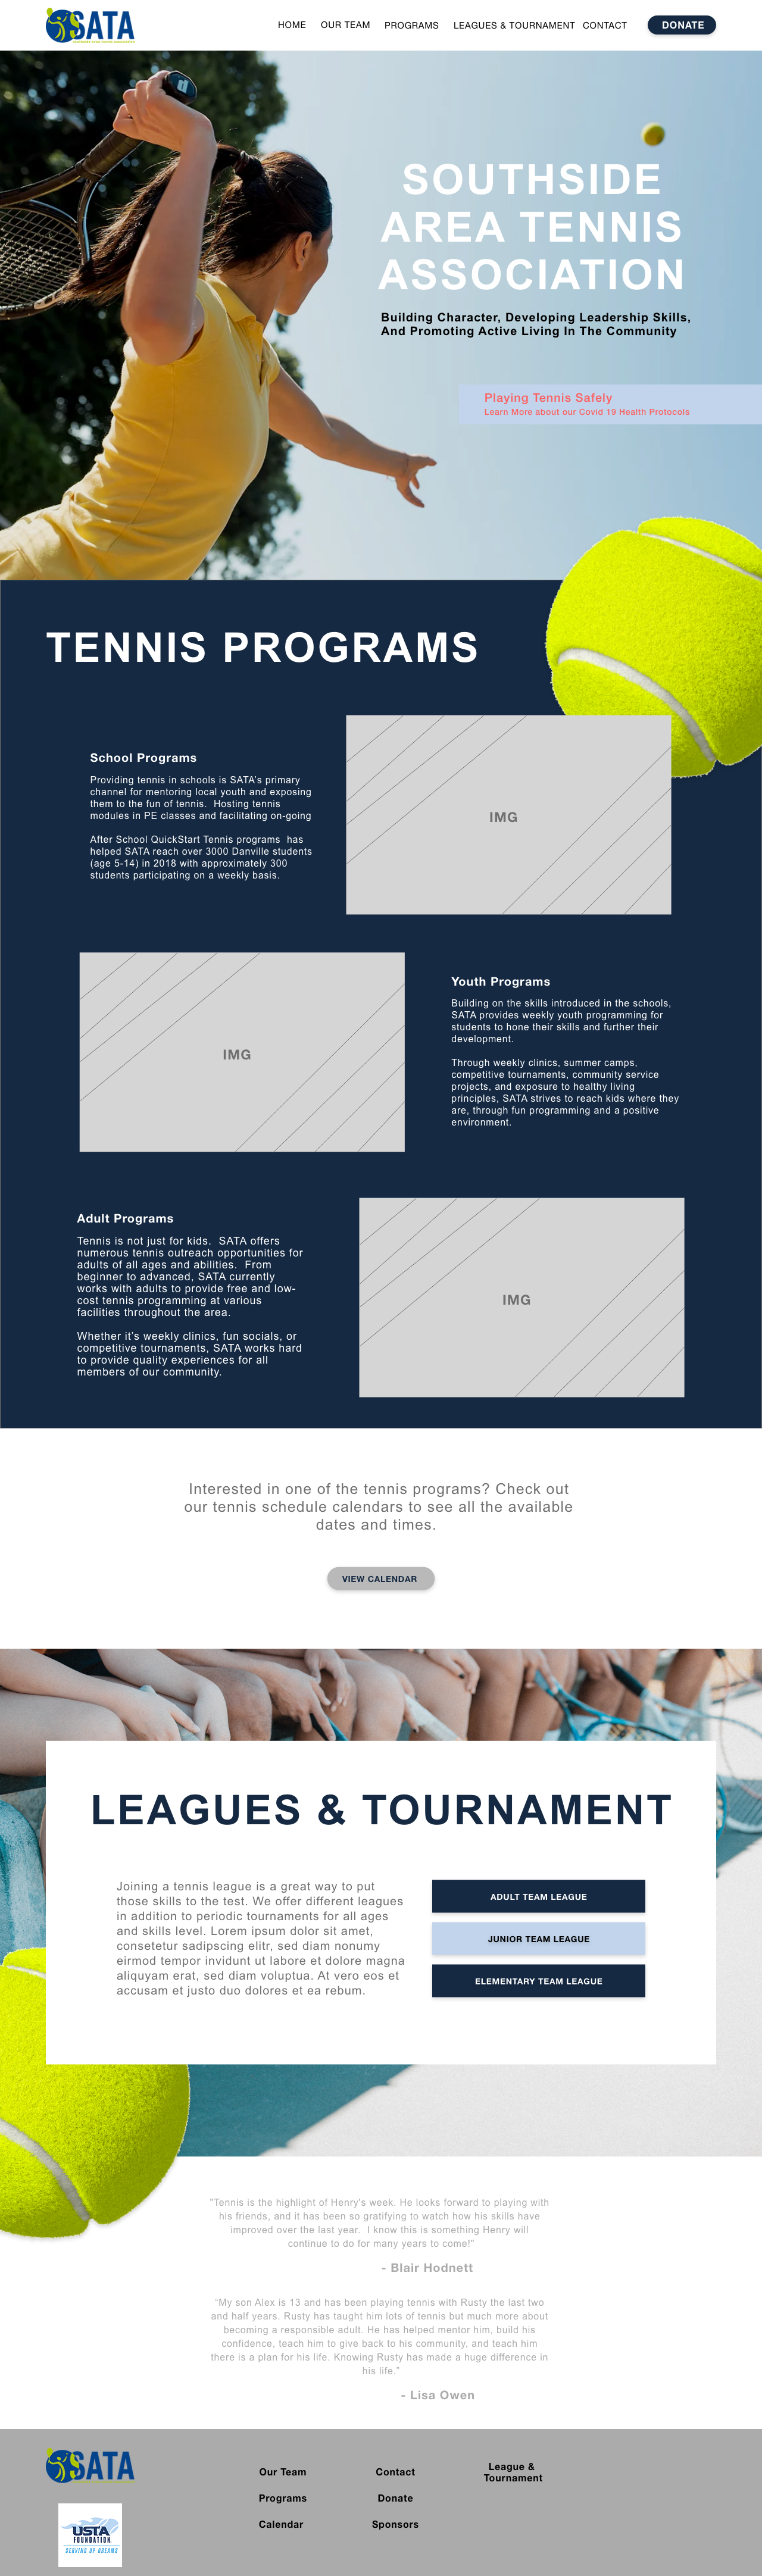 SATA
HOME
OUR TEAM
PROGRAMS
LEAGUES & TOURNAMENT
CONTACT
DONATE
SOUTHSIDE
AREA TENNIS
ASSOCIATION
Building Character, Developing Leadership Skills,
And Promoting Active Living In The Community
Playing Tennis Safely
Learn More about our Covid 19 Health Protocols
TENNIS PROGRAMS
School Programs
Providing tennis in schools is SATA's primary
channel for mentoring local youth and exposing
them to the fun of tennis. Hosting tennis
modules in PE classes and facilitating on-going
After School QuickStart Tennis programs has
helped SATA reach over 3000 Danville students
(age 5-14) in 2018 with approximately 300
students participating on a weekly basis.
IMG
IMG
Youth Programs
Building on the skills introduced in the schools,
SATA provides weekly youth programming for
students to hone their skills and further their
development.
Through weekly clinics, summer camps,
competitive tournaments, community service
projects, and exposure to healthy living
principles, SATA strives to reach kids where they
are, through fun programming and a positive
environment.
Adult Programs
Tennis is not just for kids. SATA offers
numerous tennis outreach opportunities for
adults of all ages and abilities. From
beginner to advanced, SATA currently
works with adults to provide free and low-
cost tennis programming at various
facilities throughout the area.
Whether it's weekly clinics, fun socials, or
competitive tournaments, SATA works hard
to provide quality experiences for all
members of our community.
IMG
Interested in one of the tennis programs? Check out
our tennis schedule calendars to see all the available
dates and times.
VIEW CALENDAR
LEAGUES & TOURNAMENT
Joining a tennis league is a great way to put
those skills to the test. We offer different leagues
in addition to periodic tournaments for all ages
and skills level. Lorem ipsum dolor sit amet,
consetetur sadipscing elitr, sed diam nonumy
eirmod tempor invidunt ut labore et dolore magna
aliquyam erat, sed diam voluptua. At vero eos et
accusam et justo duo dolores et ea rebum.
ADULT TEAM LEAGUE
JUNIOR TEAM LEAGUE
ELEMENTARY TEAM LEAGUE
"Tennis is the highlight of Henry's week. He looks forward to playing with
his friends, and it has been so gratifying to watch how his skills have
improved over the last year. I know this is something Henry will
continue to do for many years to come!"
- Blair Hodnett
"My son Alex is 13 and has been playing tennis with Rusty the last two
and half years. Rusty has taught him lots of tennis but much more about
becoming a responsible adult. He has helped mentor him, build his
confidence, teach him to give back to his community, and teach him
there is a plan for his life. Knowing Rusty has made a huge difference in
his life."
- Lisa Owen
SATA
Our Team
Programs
Calendar
Contact
Donate
Sponsors
League &
Tournament
USTA
FOUNDATION
SERVING UP DREAMS